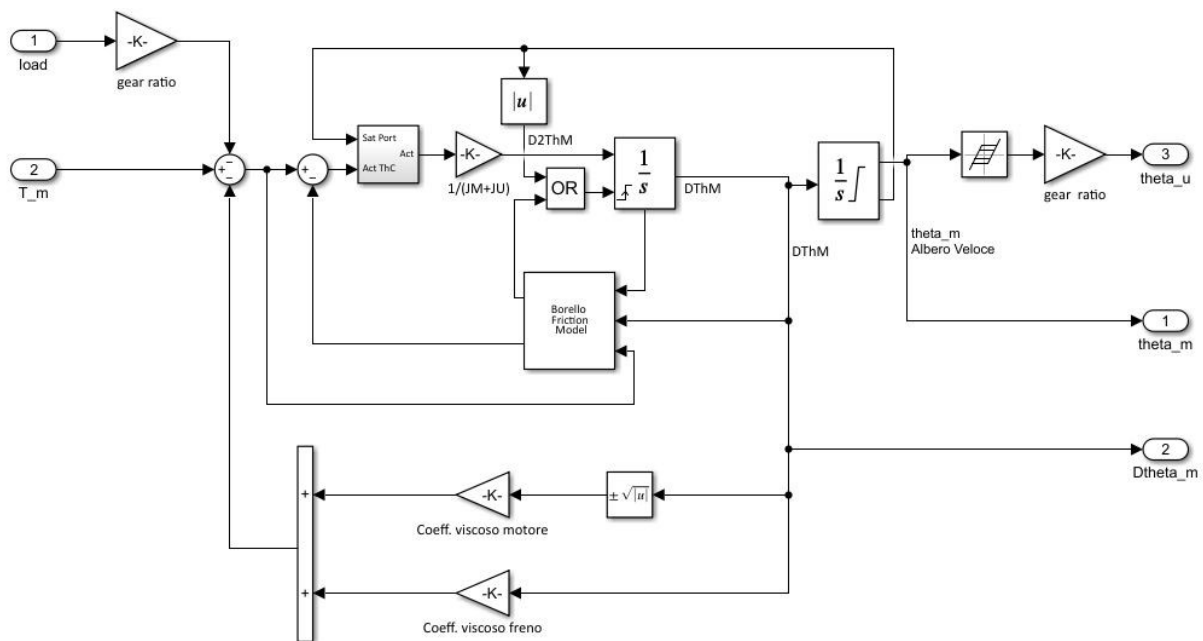 1
load
-K-
gear ratio
2
T_m
+
−
−
+
−
Sat Port
Act
Act ThC
-K-
1/(JM+JU)
|u|
D2ThM
OR
1
s
DThM
DThM
Borello
Friction
Model
1
s
theta_m
Albero Veloce
-K-
gear ratio
3
theta_u
1
theta_m
2
Dtheta_m
+
+
-K-
Coeff. viscoso motore
± √|u|
-K-
Coeff. viscoso freno